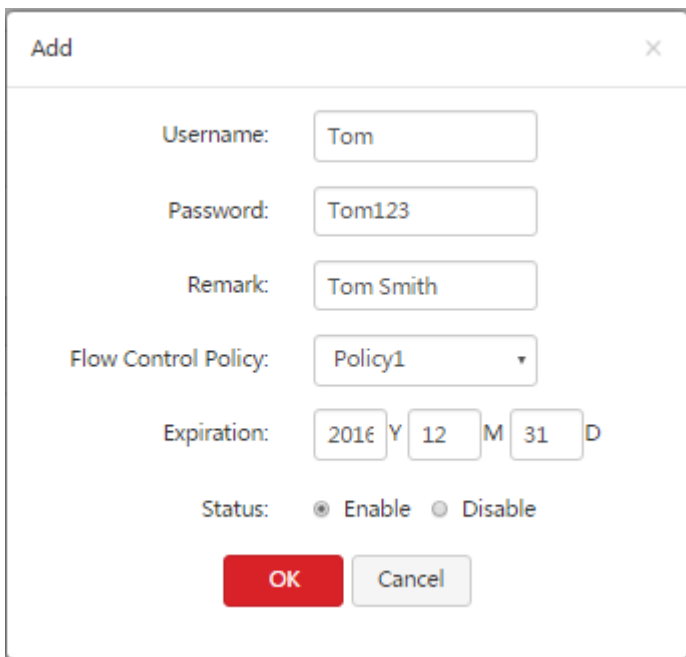 Add ×
Username: Tom
Password: Tom123
Remark: Tom Smith
Flow Control Policy: Policy1
Expiration: 2016 Y 12 M 31 D
Status: Enable Disable
OK Cancel